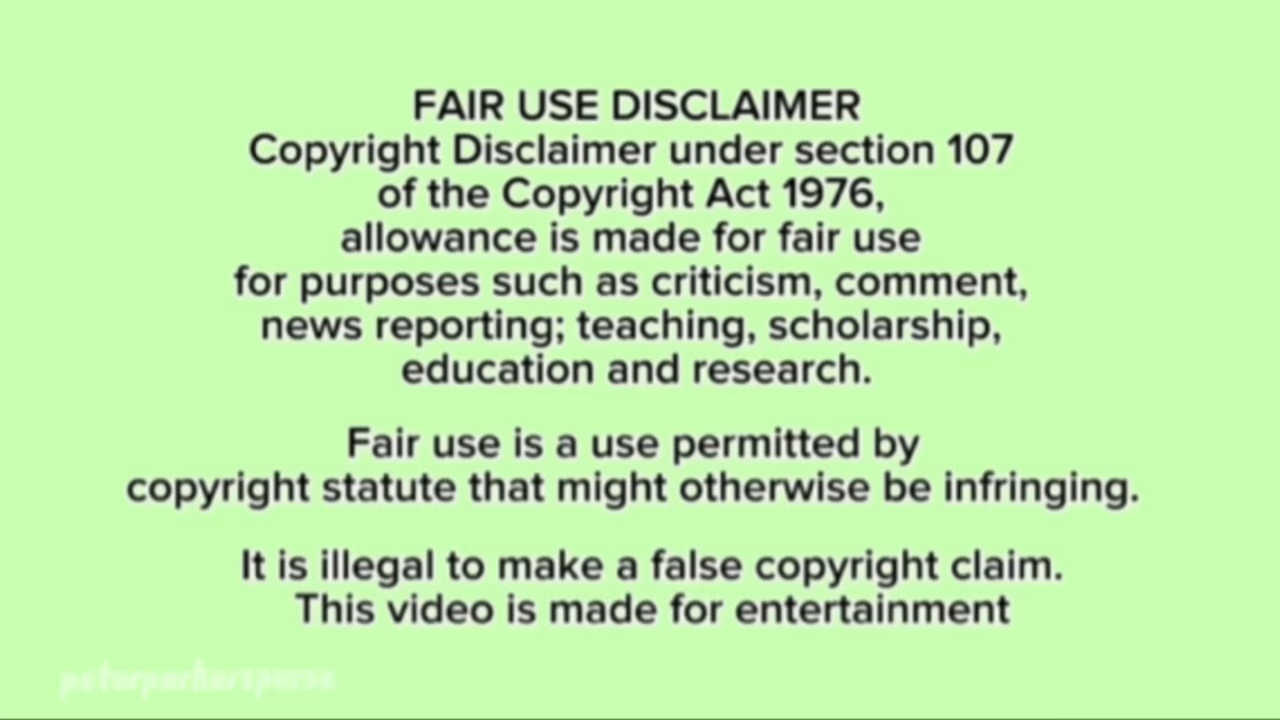 FAIR USE DISCLAIMER
Copyright Disclaimer under section 107
of the Copyright Act 1976,
allowance is made for fair use
for purposes such as criticism, comment,
news reporting; teaching, scholarship,
education and research.
Fair use is a use permitted by
copyright statute that might otherwise be infringing.
It is illegal to make a false copyright claim.
This video is made for entertainment